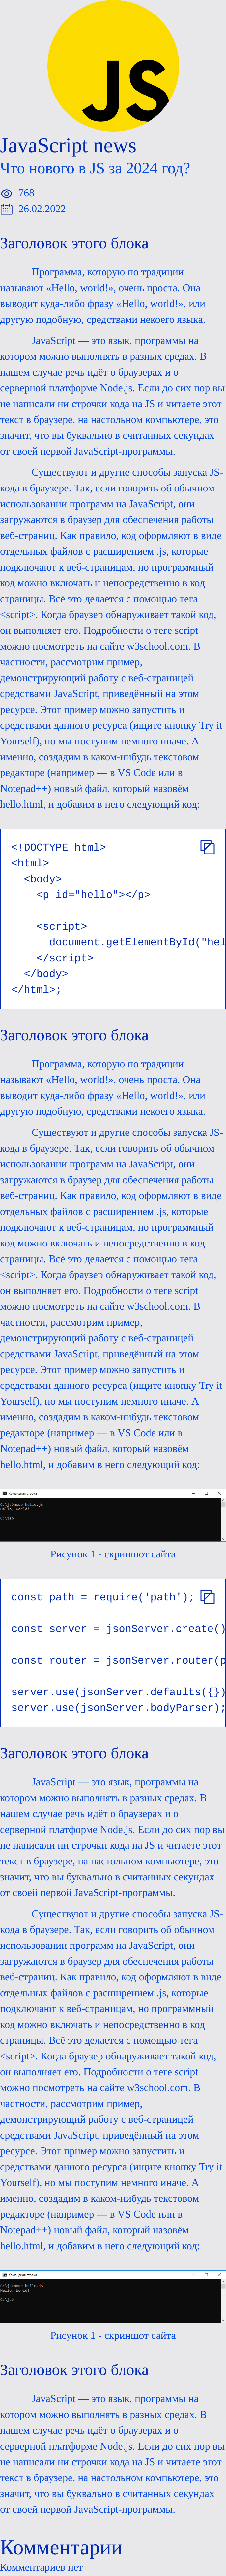 JS
JavaScript news
Что нового в JS за 2024 год?
768
26.02.2022
Заголовок этого блока
Программа, которую по традиции
называют «Hello, world!», очень проста. Она
выводит куда-либо фразу «Hello, world!», или
другую подобную, средствами некоего языка.
JavaScript — это язык, программы на
котором можно выполнять в разных средах. В
нашем случае речь идёт о браузерах и о
серверной платформе Node.js. Если до сих пор вы
не написали ни строчки кода на JS и читаете этот
текст в браузере, на настольном компьютере, это
значит, что вы буквально в считанных секундах
от своей первой JavaScript-программы.
Существуют и другие способы запуска JS-
кода в браузере. Так, если говорить об обычном
использовании программ на JavaScript, они
загружаются в браузер для обеспечения работы
веб-страниц. Как правило, код оформляют в виде
отдельных файлов с расширением .js, которые
подключают к веб-страницам, но программный
код можно включать и непосредственно в код
страницы. Всё это делается с помощью тега
<script>. Когда браузер обнаруживает такой код,
он выполняет его. Подробности о теге script
можно посмотреть на сайте w3school.com. В
частности, рассмотрим пример,
демонстрирующий работу с веб-страницей
средствами JavaScript, приведённый на этом
ресурсе. Этот пример можно запустить и
средствами данного ресурса (ищите кнопку Try it
Yourself), но мы поступим немного иначе. А
именно, создадим в каком-нибудь текстовом
редакторе (например — в VS Code или в
Notepad++) новый файл, который назовём
hello.html, и добавим в него следующий код:
<!DOCTYPE html>
<html>
<body>
<p id="hello"></p>
<script>
document.getElementById("hel
</script>
</body>
</html>;
Заголовок этого блока
Программа, которую по традиции
называют «Hello, world!», очень проста. Она
выводит куда-либо фразу «Hello, world!», или
другую подобную, средствами некоего языка.
Существуют и другие способы запуска JS-
кода в браузере. Так, если говорить об обычном
использовании программ на JavaScript, они
загружаются в браузер для обеспечения работы
веб-страниц. Как правило, код оформляют в виде
отдельных файлов с расширением .js, которые
подключают к веб-страницам, но программный
код можно включать и непосредственно в код
страницы. Всё это делается с помощью тега
<script>. Когда браузер обнаруживает такой код,
он выполняет его. Подробности о теге script
можно посмотреть на сайте w3school.com. В
частности, рассмотрим пример,
демонстрирующий работу с веб-страницей
средствами JavaScript, приведённый на этом
ресурсе. Этот пример можно запустить и
средствами данного ресурса (ищите кнопку Try it
Yourself), но мы поступим немного иначе. А
именно, создадим в каком-нибудь текстовом
редакторе (например — в VS Code или в
Notepad++) новый файл, который назовём
hello.html, и добавим в него следующий код:
Командная строка
C:\js>node hello.js
Hello, World!
C:\js>
Рисунок 1 - скриншот сайта
const path = require('path');
const server = jsonServer.create()
const router = jsonServer.router(p
server.use(jsonServer.defaults({})
server.use(jsonServer.bodyParser);
Заголовок этого блока
JavaScript — это язык, программы на
котором можно выполнять в разных средах. В
нашем случае речь идёт о браузерах и о
серверной платформе Node.js. Если до сих пор вы
не написали ни строчки кода на JS и читаете этот
текст в браузере, на настольном компьютере, это
значит, что вы буквально в считанных секундах
от своей первой JavaScript-программы.
Существуют и другие способы запуска JS-
кода в браузере. Так, если говорить об обычном
использовании программ на JavaScript, они
загружаются в браузер для обеспечения работы
веб-страниц. Как правило, код оформляют в виде
отдельных файлов с расширением .js, которые
подключают к веб-страницам, но программный
код можно включать и непосредственно в код
страницы. Всё это делается с помощью тега
<script>. Когда браузер обнаруживает такой код,
он выполняет его. Подробности о теге script
можно посмотреть на сайте w3school.com. В
частности, рассмотрим пример,
демонстрирующий работу с веб-страницей
средствами JavaScript, приведённый на этом
ресурсе. Этот пример можно запустить и
средствами данного ресурса (ищите кнопку Try it
Yourself), но мы поступим немного иначе. А
именно, создадим в каком-нибудь текстовом
редакторе (например — в VS Code или в
Notepad++) новый файл, который назовём
hello.html, и добавим в него следующий код:
Командная строка
C:\js>node hello.js
Hello, World!
C:\js>
Рисунок 1 - скриншот сайта
Заголовок этого блока
JavaScript — это язык, программы на
котором можно выполнять в разных средах. В
нашем случае речь идёт о браузерах и о
серверной платформе Node.js. Если до сих пор вы
не написали ни строчки кода на JS и читаете этот
текст в браузере, на настольном компьютере, это
значит, что вы буквально в считанных секундах
от своей первой JavaScript-программы.
Комментарии
Комментариев нет